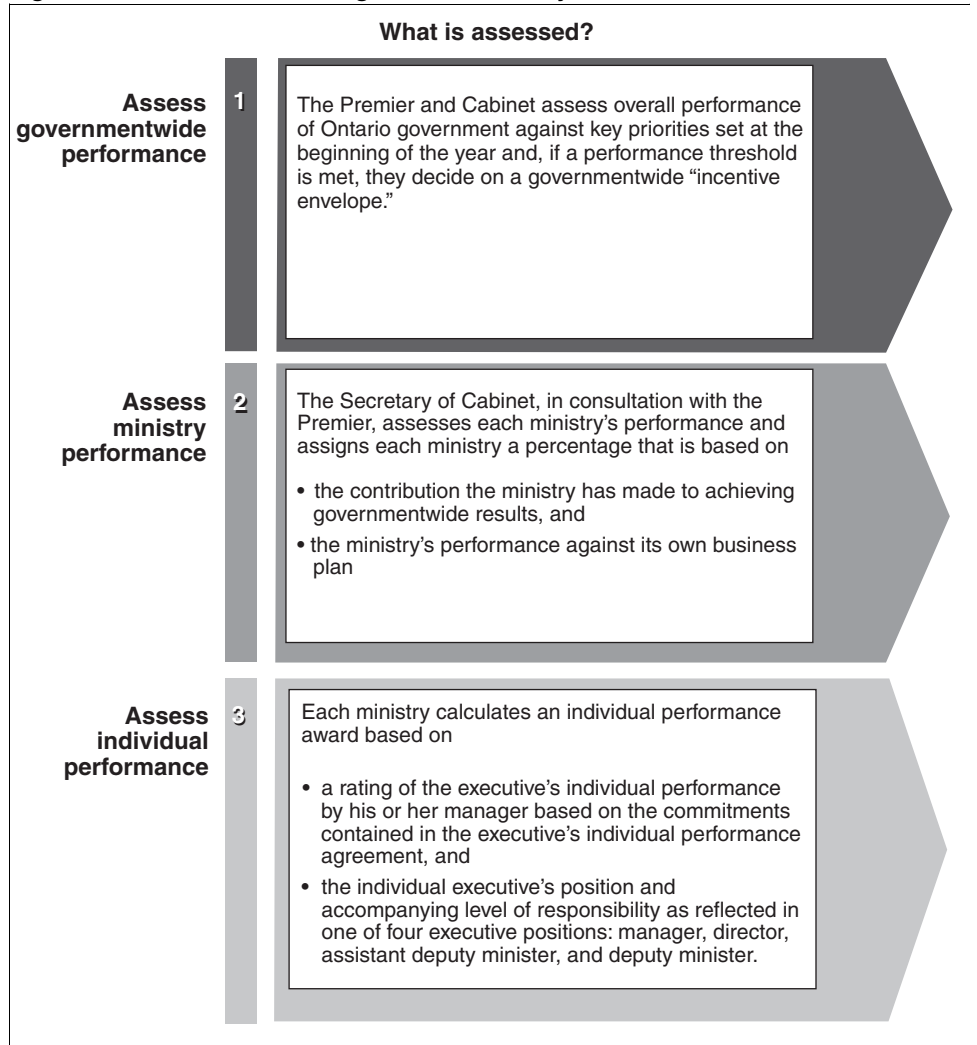 What is assessed?
Assess
governmentwide
performance
1
The Premier and Cabinet assess overall performance
of Ontario government against key priorities set at the
beginning of the year and, if a performance threshold
is met, they decide on a governmentwide “incentive
envelope.”
Assess
ministry
performance
2
The Secretary of Cabinet, in consultation with the
Premier, assesses each ministry’s performance and
assigns each ministry a percentage that is based on
• the contribution the ministry has made to achieving
governmentwide results, and
• the ministry’s performance against its own business
plan
Assess
individual
performance
3
Each ministry calculates an individual performance
award based on
• a rating of the executive’s individual performance
by his or her manager based on the commitments
contained in the executive’s individual performance
agreement, and
• the individual executive’s position and
accompanying level of responsibility as reflected in
one of four executive positions: manager, director,
assistant deputy minister, and deputy minister.